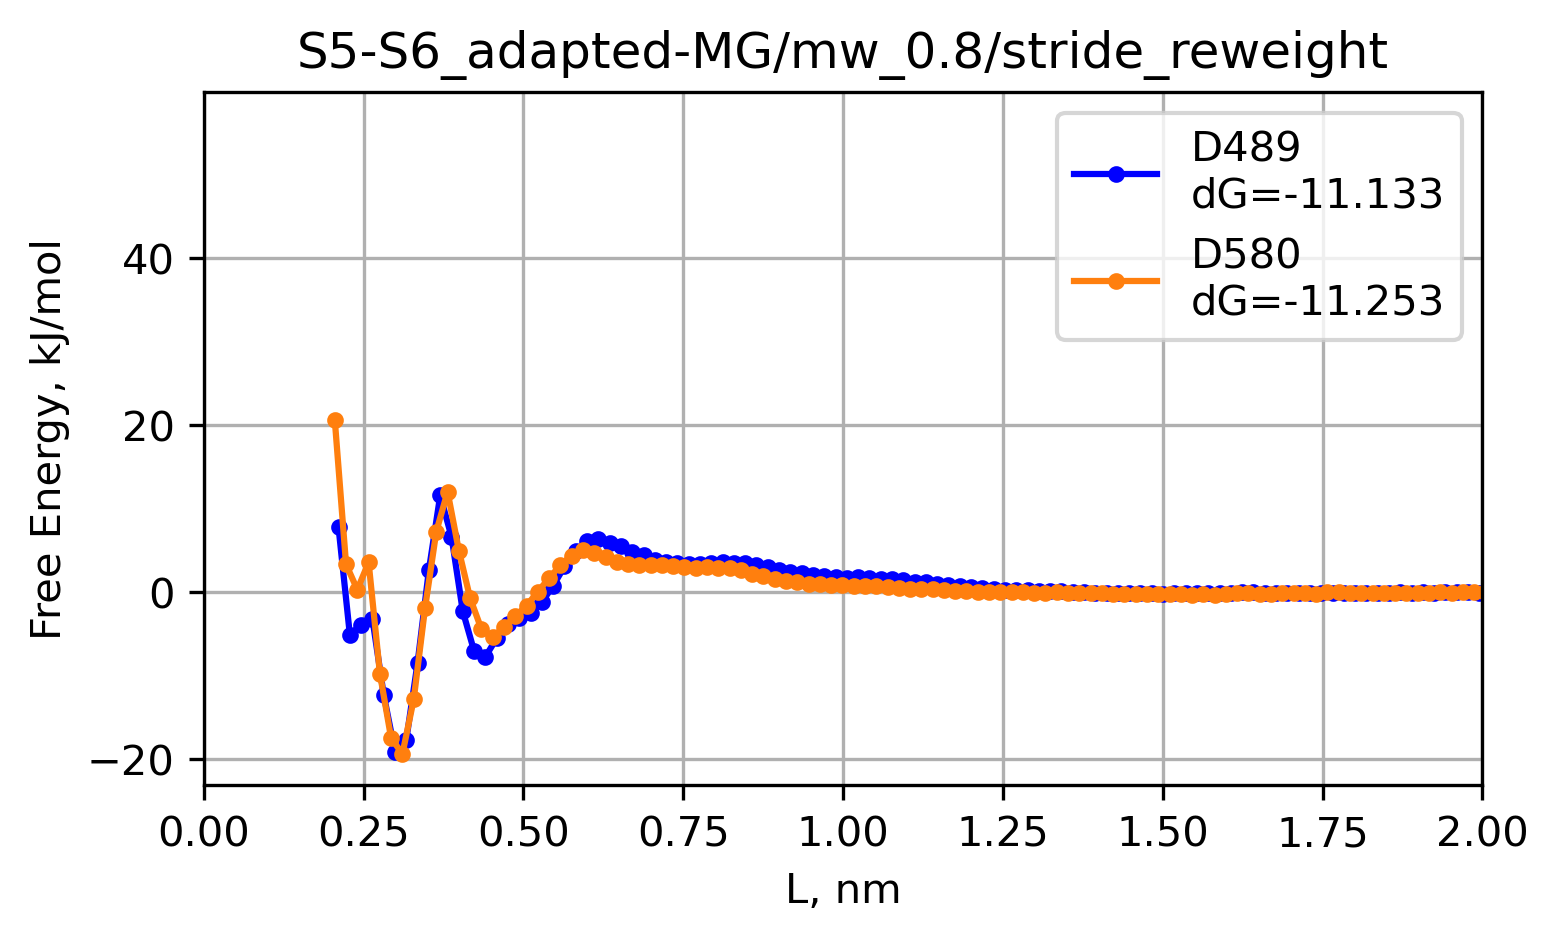 S5-S6_adapted-MG/mw_0.8/stride_reweight
D489
dG=-11.133
D580
dG=-11.253
Free Energy, kJ/mol
40
20
0
−20
0.00 0.25 0.50 0.75 1.00 1.25 1.50 1.75 2.00
L, nm